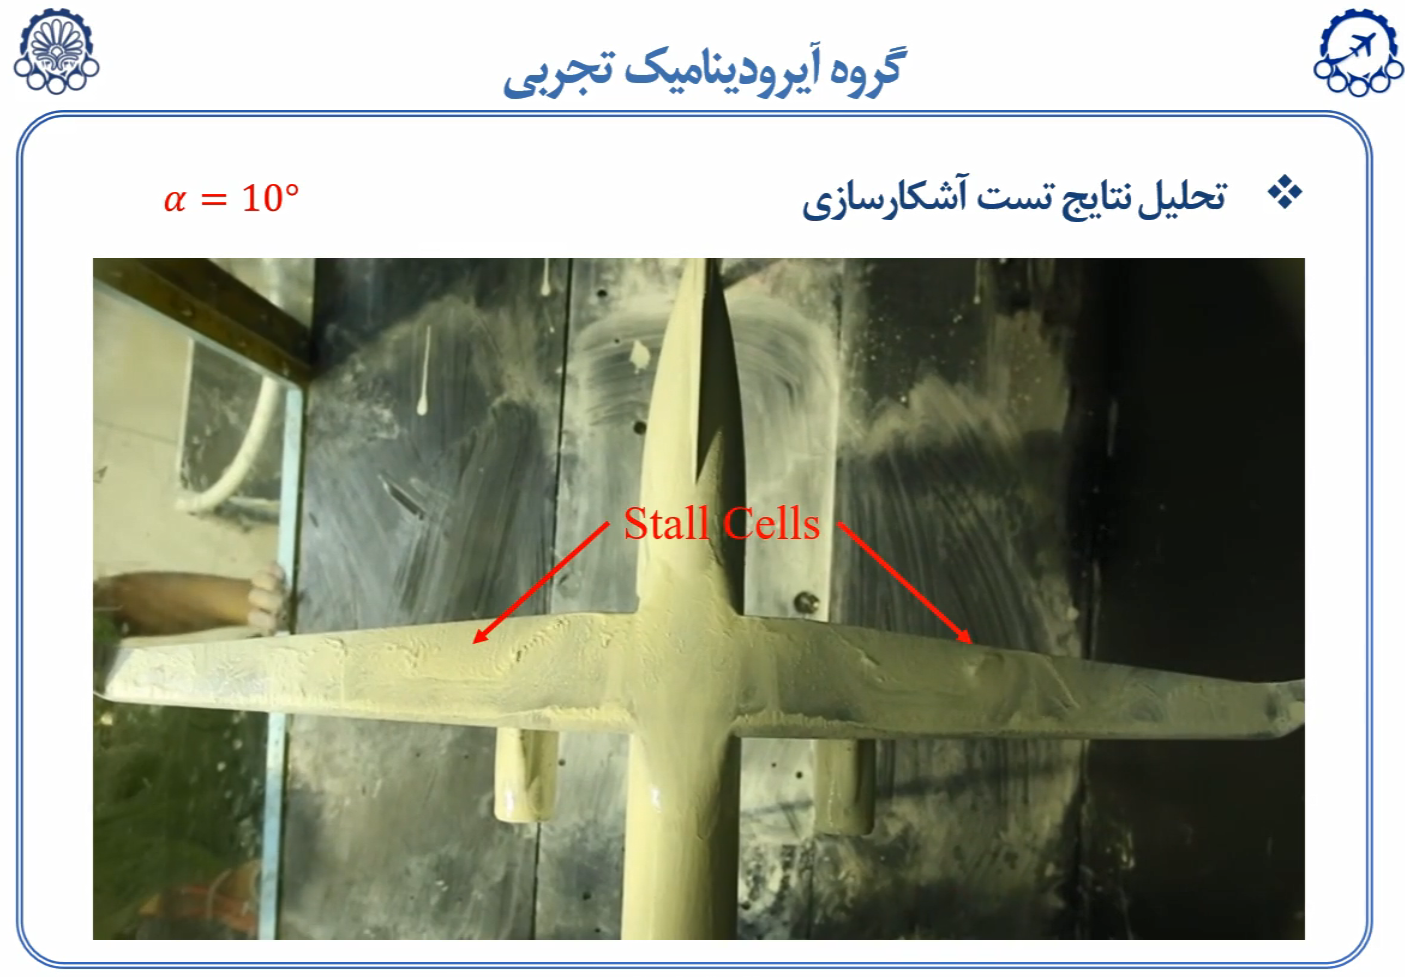 گروه آیرودینامیک تجربی
❖ تحلیل نتایج تست آشکارسازی
α = 10°
Stall Cells